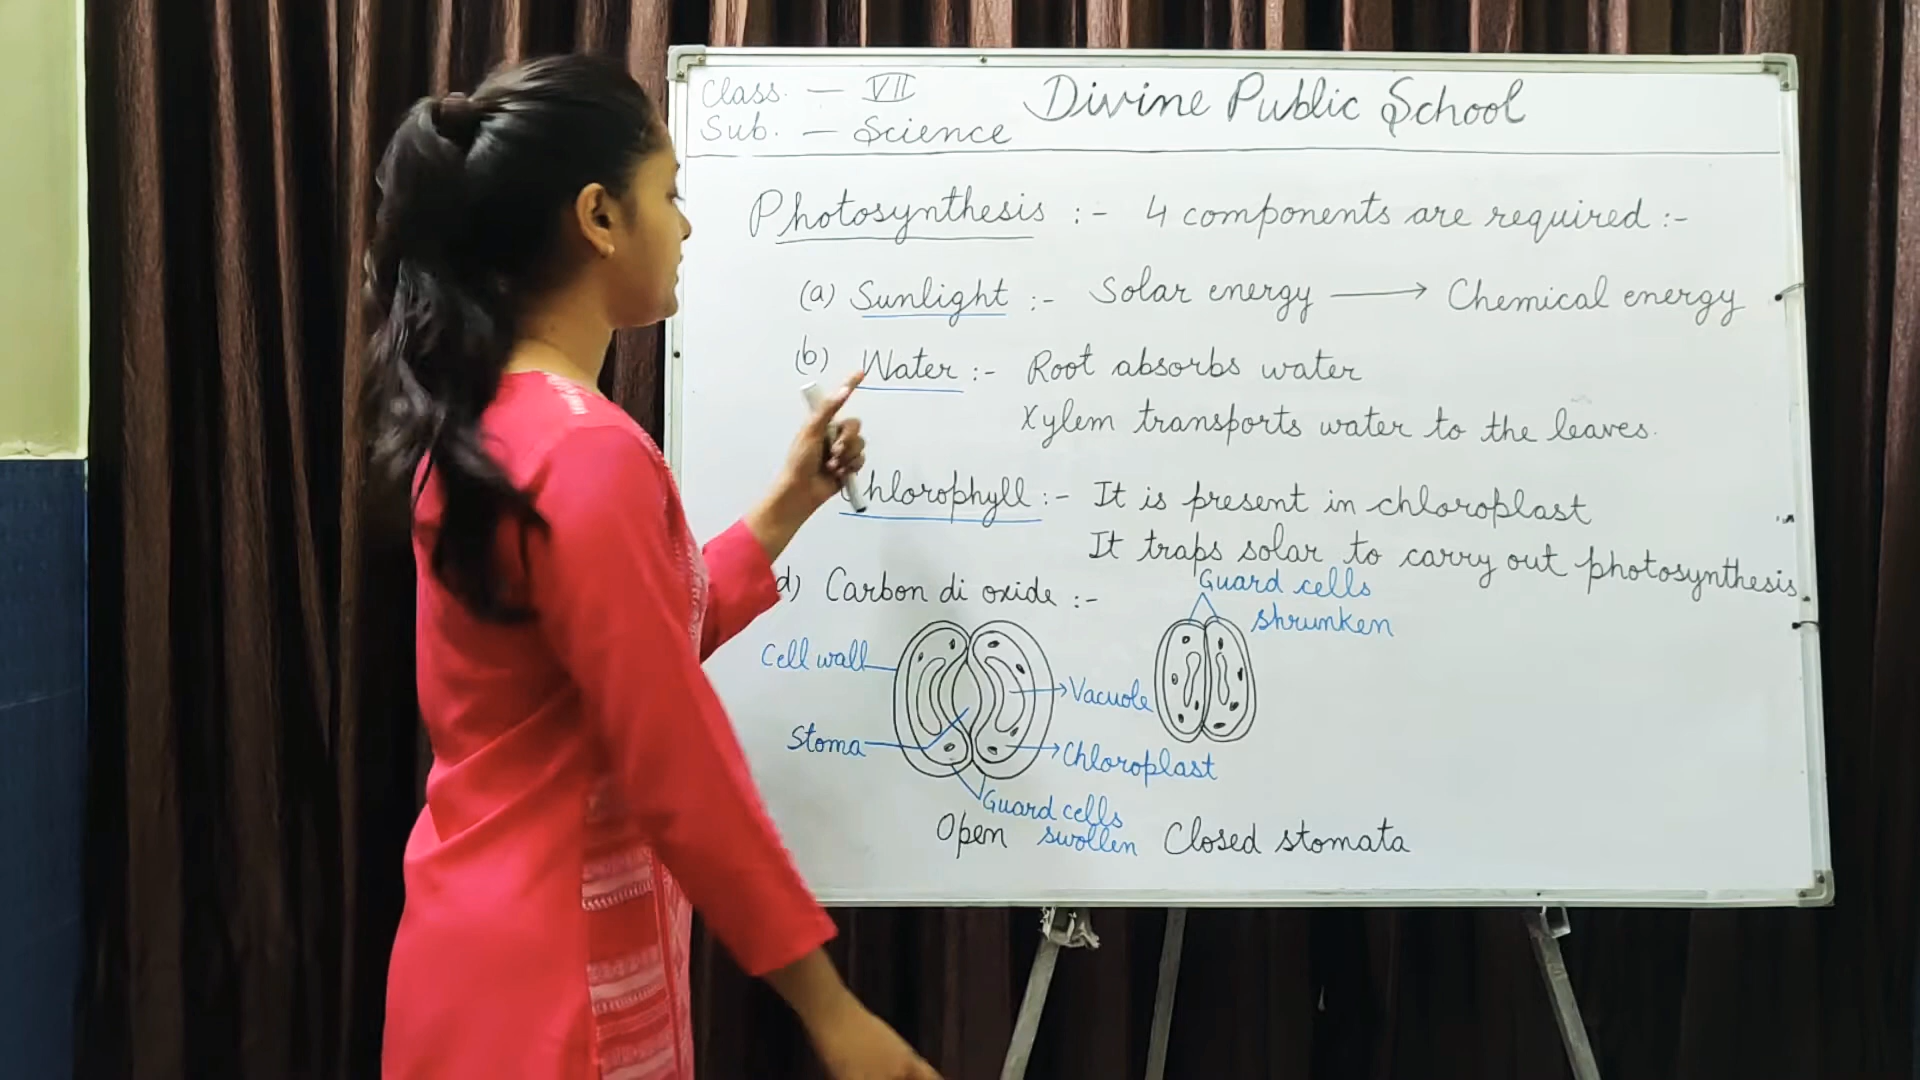 Class. — VII
Sub. — Science
Divine Public School
Photosynthesis :- 4 components are required :-
(a) Sunlight :- Solar energy ⟶ Chemical energy
(b) Water :- Root absorbs water
Xylem transports water to the leaves.
Chlorophyll :- It is present in chloroplast
It traps solar to carry out photosynthesis
d) Carbon di oxide :-
Guard cells
shrunken
Cell wall
Vacuole
Stoma
Chloroplast
Guard cells
swollen
Open
Closed stomata